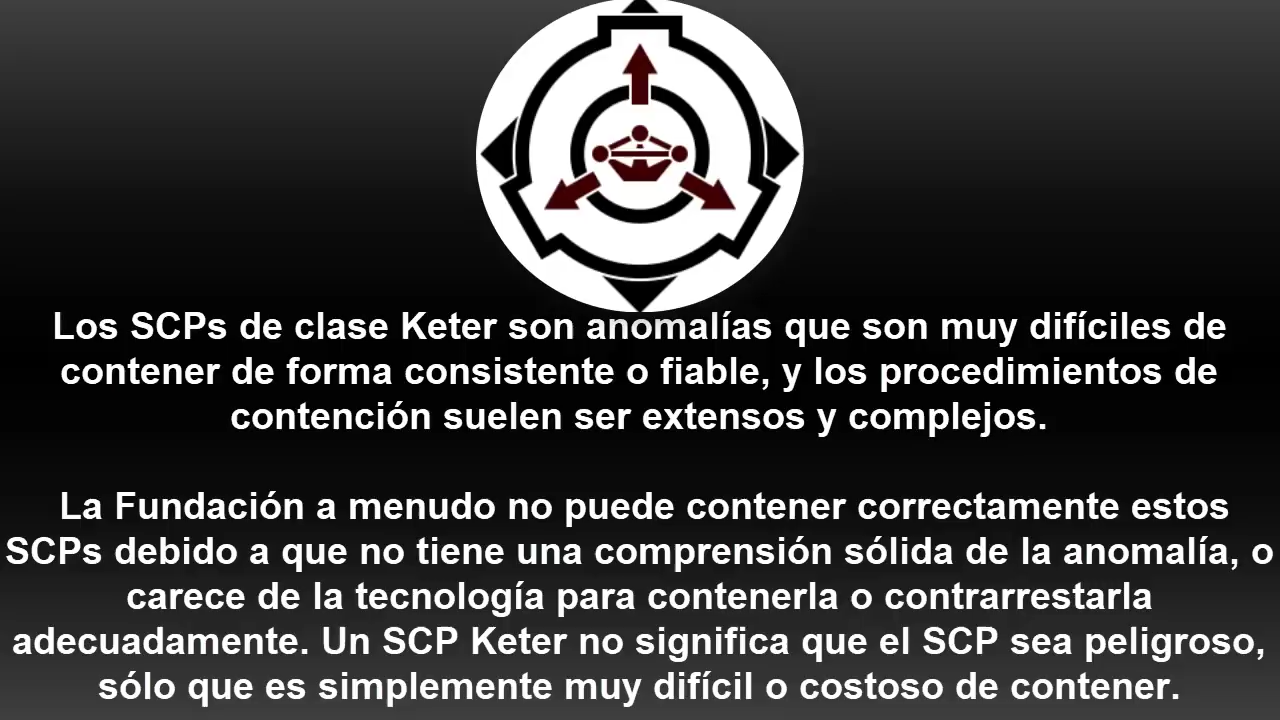 Los SCPs de clase Keter son anomalías que son muy difíciles de
contener de forma consistente o fiable, y los procedimientos de
contención suelen ser extensos y complejos.
La Fundación a menudo no puede contener correctamente estos
SCPs debido a que no tiene una comprensión sólida de la anomalía, o
carece de la tecnología para contenerla o contrarrestarla
adecuadamente. Un SCP Keter no significa que el SCP sea peligroso,
sólo que es simplemente muy difícil o costoso de contener.